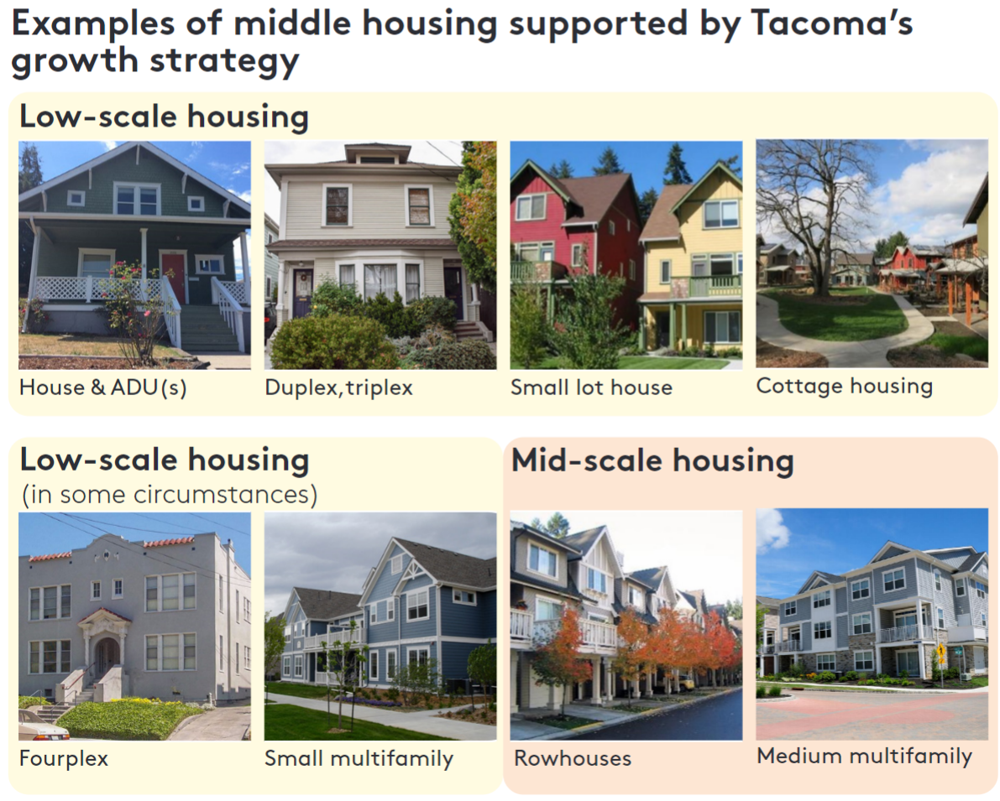 Examples of middle housing supported by Tacoma's
growth strategy
Low-scale housing
House & ADU(s)
Duplex, triplex
Small lot house
Cottage housing
Low-scale housing
(in some circumstances)
Fourplex
Small multifamily
Mid-scale housing
Rowhouses
Medium multifamily